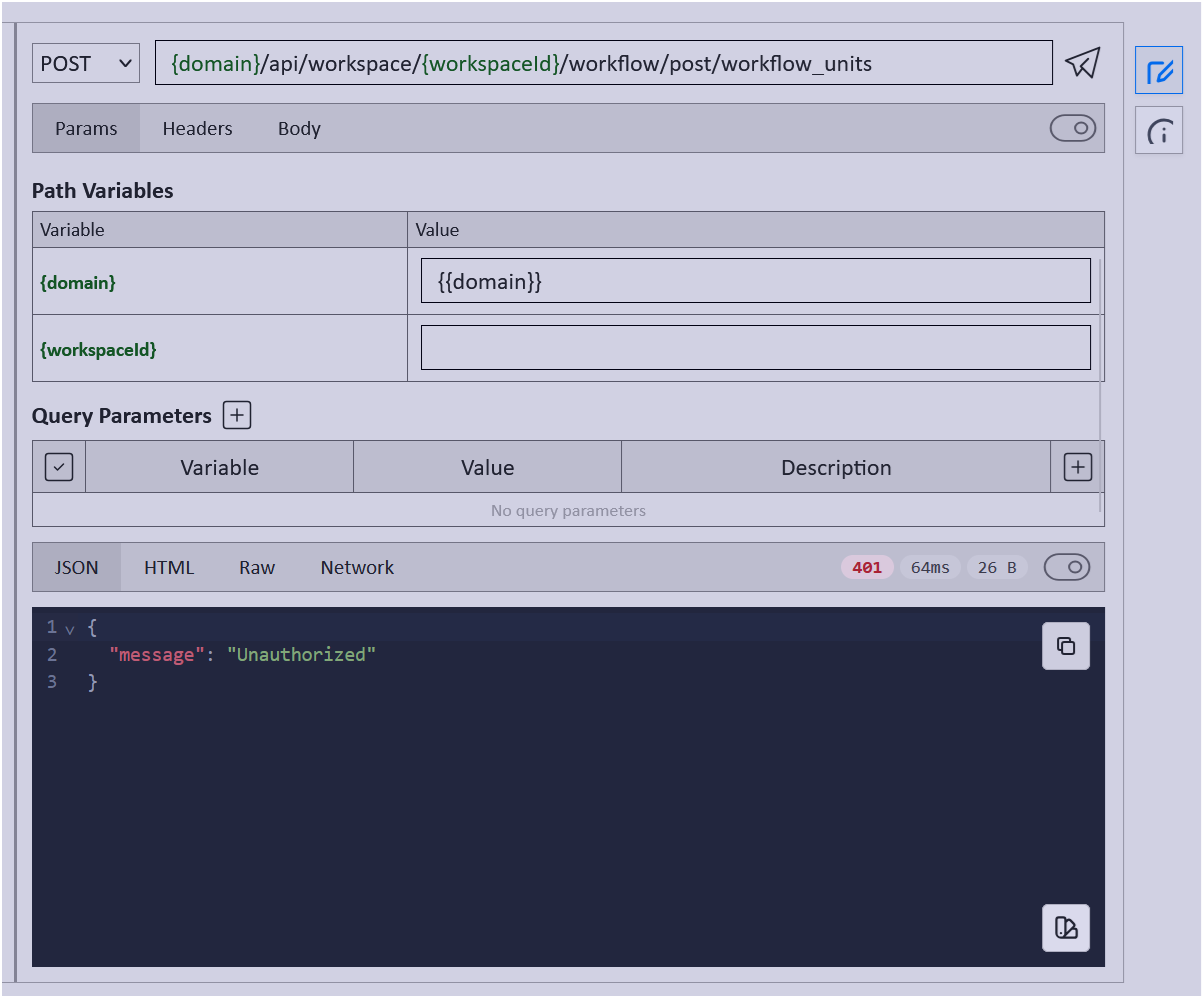 POST {domain}/api/workspace/{workspaceId}/workflow/post/workflow_units
Params Headers Body
Path Variables
Variable Value
{domain} {{domain}}
{workspaceId}
Query Parameters
Variable Value Description
No query parameters
JSON HTML Raw Network 401 64ms 26 B
1 {
2 "message": "Unauthorized"
3 }